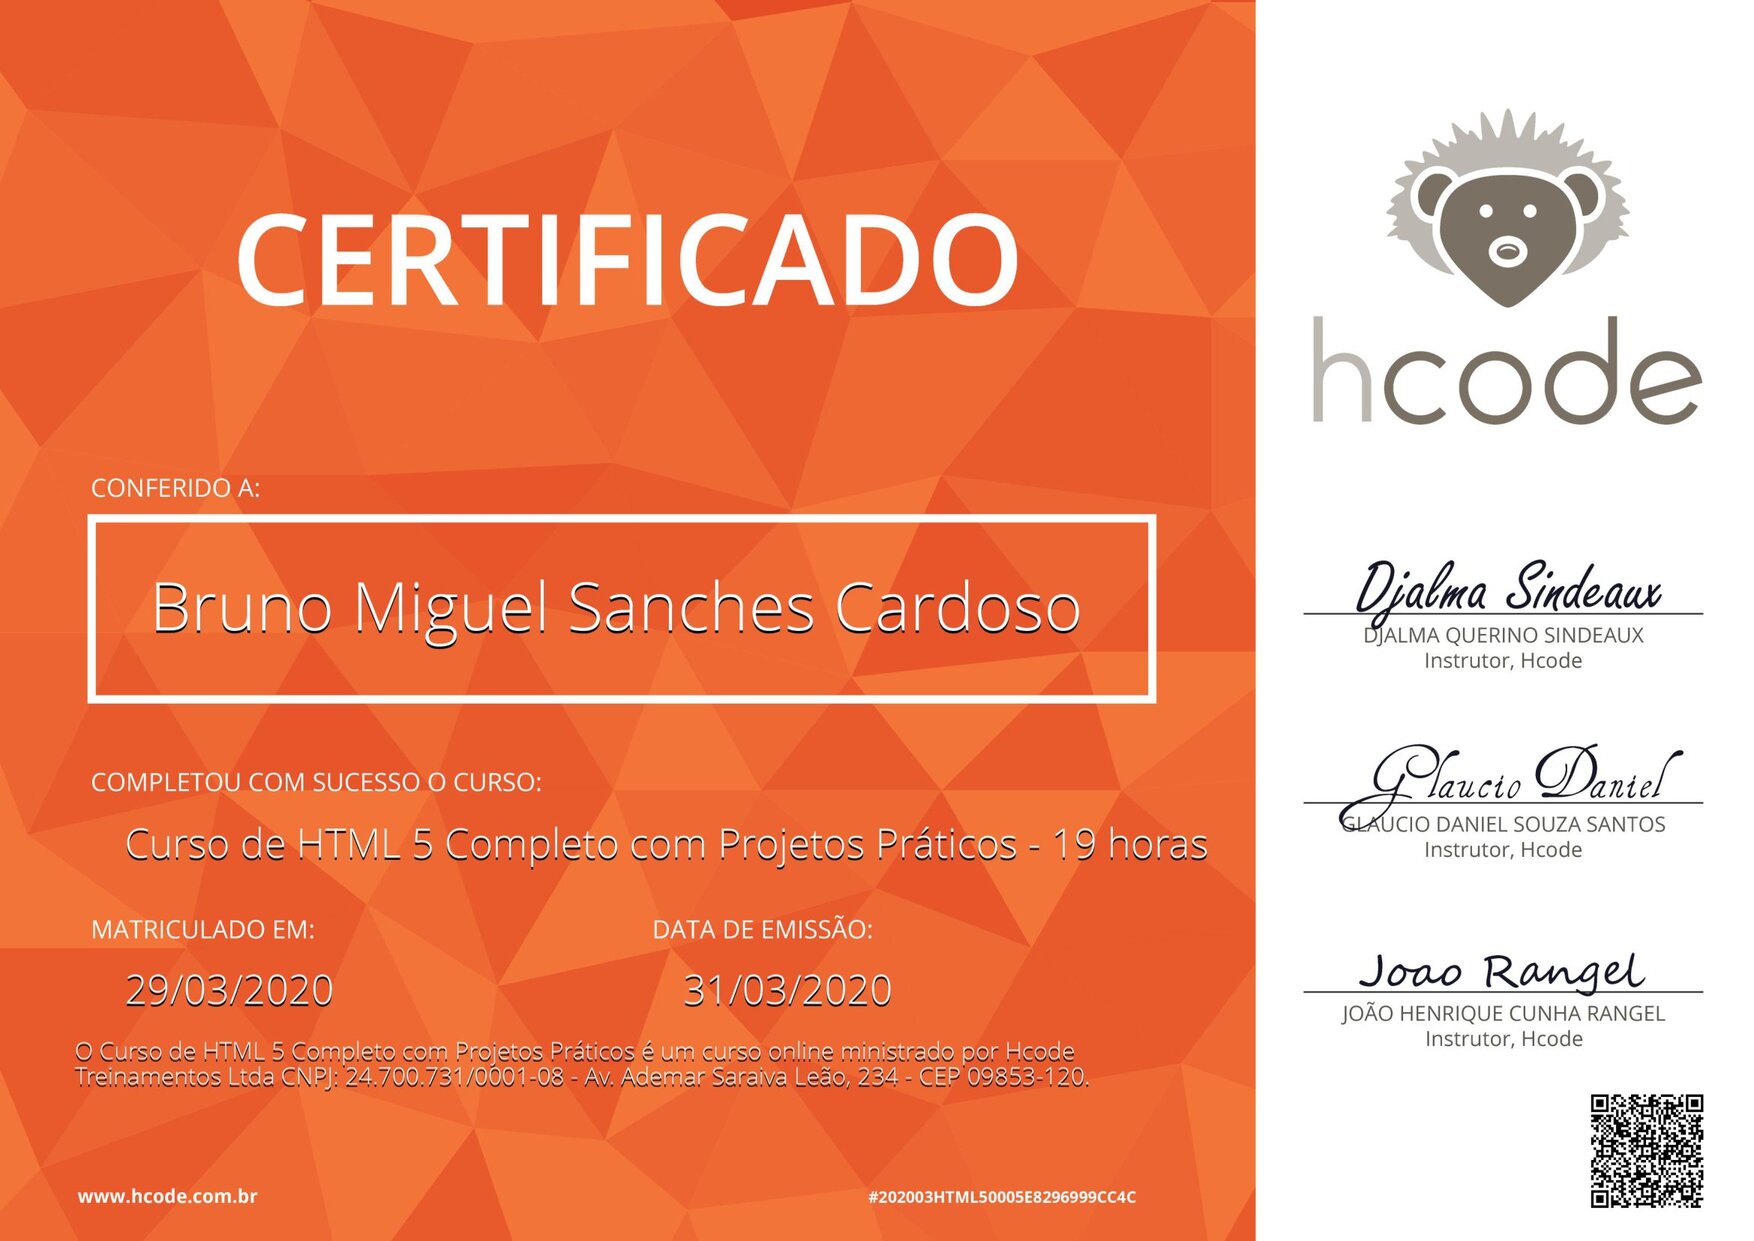 CERTIFICADO
CONFERIDO A:
Bruno Miguel Sanches Cardoso
COMPLETOU COM SUCESSO O CURSO:
Curso de HTML 5 Completo com Projetos Práticos - 19 horas
MATRICULADO EM:
DATA DE EMISSÃO:
29/03/2020
31/03/2020
O Curso de HTML 5 Completo com Projetos Práticos é um curso online ministrado por Hcode
Treinamentos Ltda CNPJ: 24.700.731/0001-08 - Av. Ademar Saraiva Leão, 234 - CEP 09853-120.
www.hcode.com.br
#202003HTML50005E8296999CC4C
hcode
Djalma Sindeaux
DJALMA QUERINO SINDEAUX
Instrutor, Hcode
Glaucio Daniel
GLAUCIO DANIEL SOUZA SANTOS
Instrutor, Hcode
Joao Rangel
JOÃO HENRIQUE CUNHA RANGEL
Instrutor, Hcode